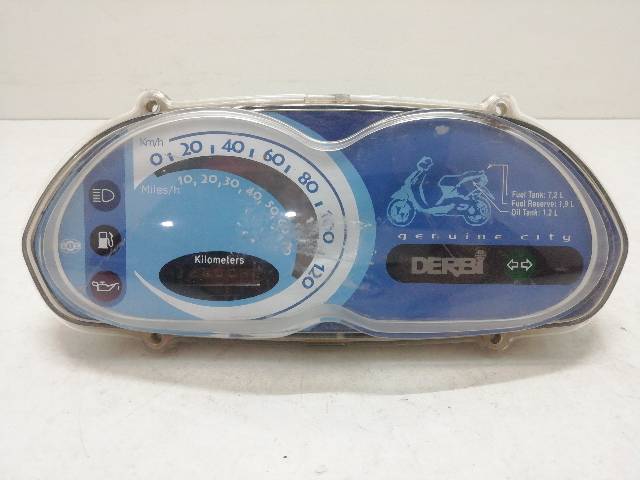 Km/h
0 20 40 60 80 100 120
Miles/h
10 20 30 40 50
Kilometers
Fuel Tank: 7,2 L
Fuel Reserve: 1,9 L
Oil Tank: 1,2 L
genuine city
DERBI